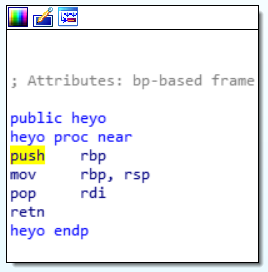 ; Attributes: bp-based frame
public heyo
heyo proc near
push rbp
mov rbp, rsp
pop rdi
retn
heyo endp